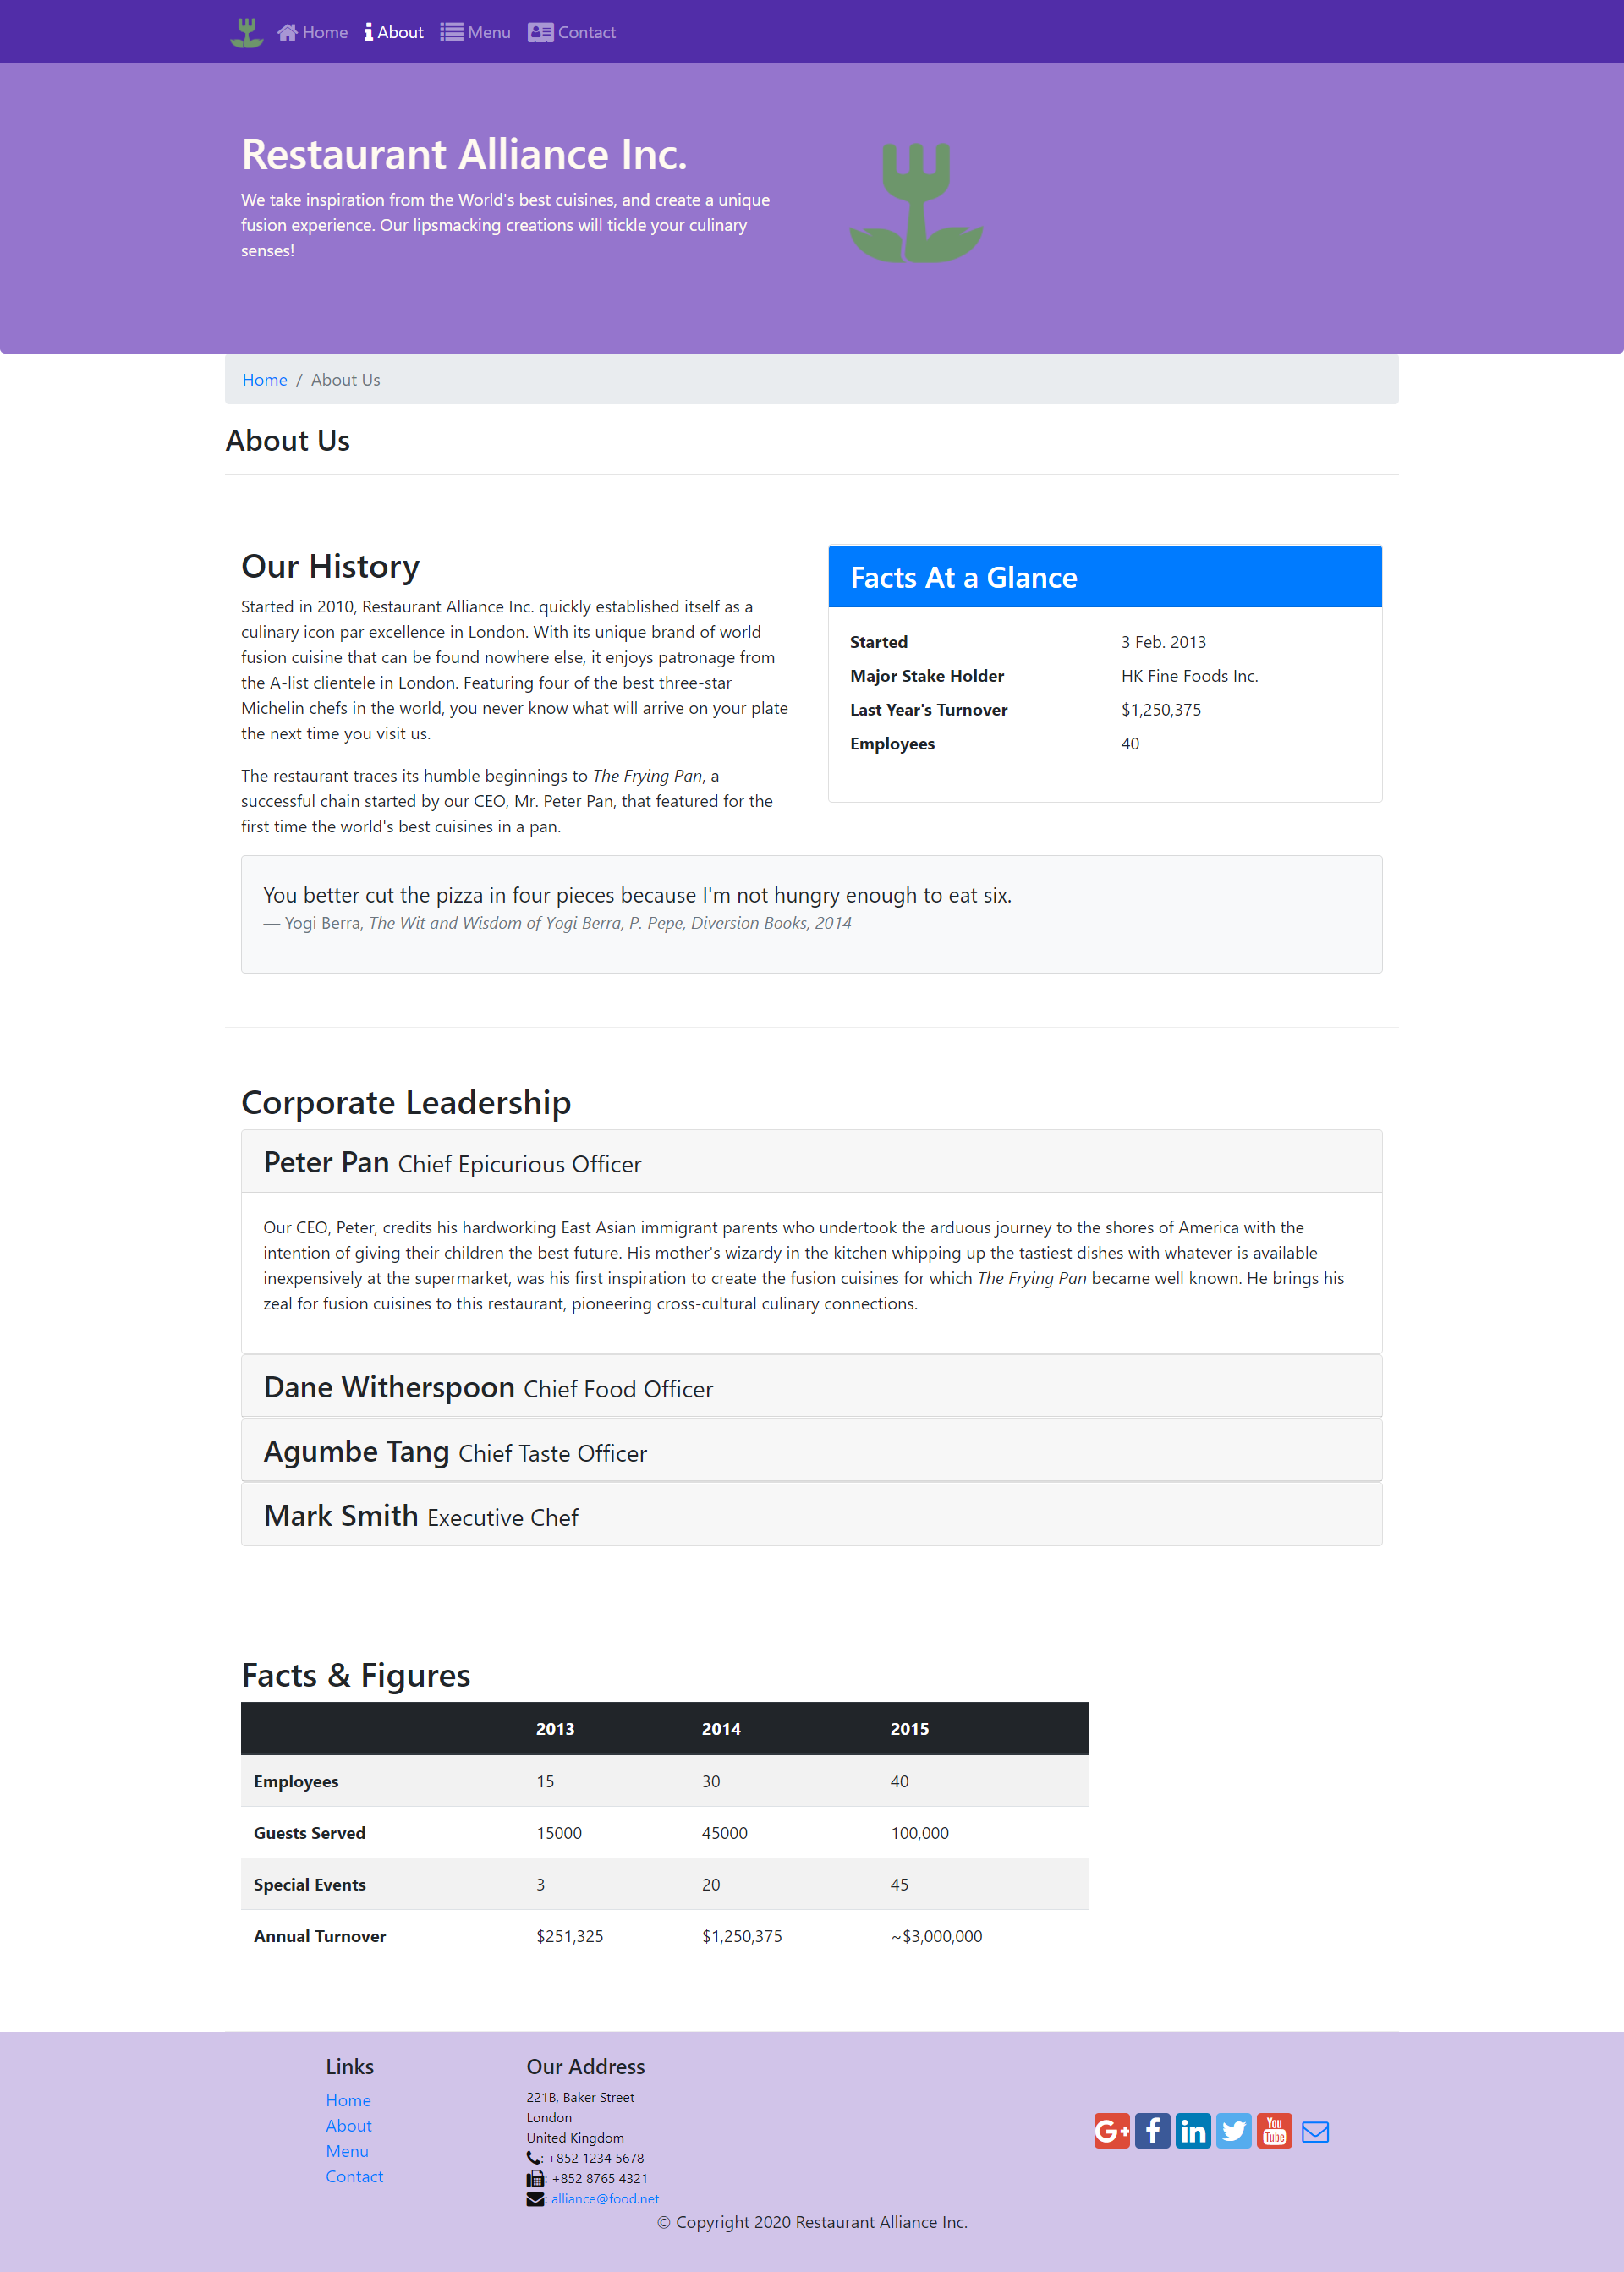 Home About Menu Contact
Restaurant Alliance Inc.
We take inspiration from the World's best cuisines, and create a unique
fusion experience. Our lipsmacking creations will tickle your culinary
senses!
Home / About Us
About Us
Our History
Started in 2010, Restaurant Alliance Inc. quickly established itself as a
culinary icon par excellence in London. With its unique brand of world
fusion cuisine that can be found nowhere else, it enjoys patronage from
the A-list clientele in London. Featuring four of the best three-star
Michelin chefs in the world, you never know what will arrive on your plate
the next time you visit us.
The restaurant traces its humble beginnings to The Frying Pan, a
successful chain started by our CEO, Mr. Peter Pan, that featured for the
first time the world's best cuisines in a pan.
Facts At a Glance
Started 3 Feb. 2013
Major Stake Holder HK Fine Foods Inc.
Last Year's Turnover $1,250,375
Employees 40
You better cut the pizza in four pieces because I'm not hungry enough to eat six.
— Yogi Berra, The Wit and Wisdom of Yogi Berra, P. Pepe, Diversion Books, 2014
Corporate Leadership
Peter Pan Chief Epicurious Officer
Our CEO, Peter, credits his hardworking East Asian immigrant parents who undertook the arduous journey to the shores of America with the
intention of giving their children the best future. His mother's wizardy in the kitchen whipping up the tastiest dishes with whatever is available
inexpensively at the supermarket, was his first inspiration to create the fusion cuisines for which The Frying Pan became well known. He brings his
zeal for fusion cuisines to this restaurant, pioneering cross-cultural culinary connections.
Dane Witherspoon Chief Food Officer
Agumbe Tang Chief Taste Officer
Mark Smith Executive Chef
Facts & Figures
2013 2014 2015
Employees 15 30 40
Guests Served 15000 45000 100,000
Special Events 3 20 45
Annual Turnover $251,325 $1,250,375 ~$3,000,000
Links
Home
About
Menu
Contact
Our Address
221B, Baker Street
London
United Kingdom
: +852 1234 5678
: +852 8765 4321
: alliance@food.net
G+ f in You Tube
© Copyright 2020 Restaurant Alliance Inc.